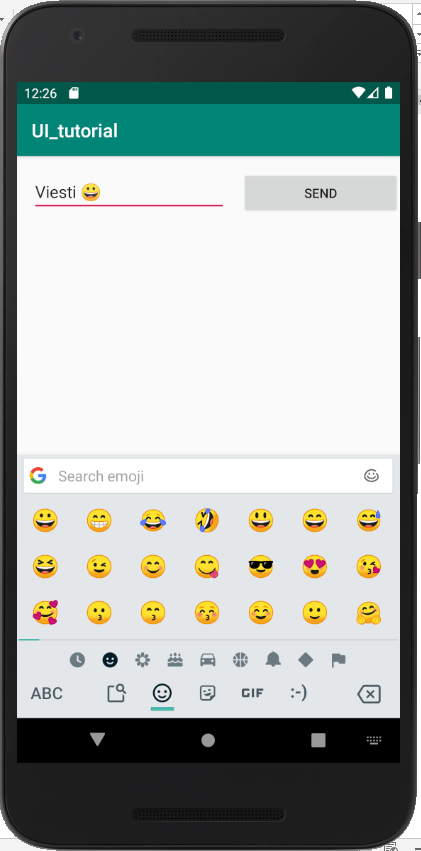 12:26
UI_tutorial
Viesti 😀
SEND
G Search emoji
ABC GIF :-)